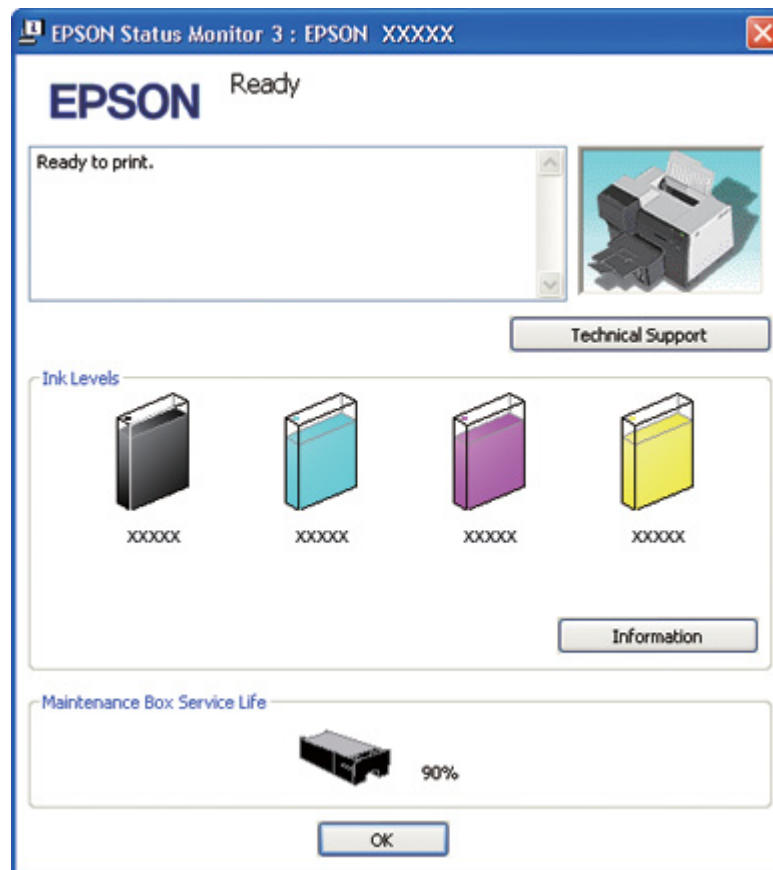 EPSON Status Monitor 3 : EPSON XXXXX
EPSON
Ready
Ready to print.
Technical Support
Ink Levels
XXXXX XXXXX XXXXX XXXXX
Information
Maintenance Box Service Life
90%
OK